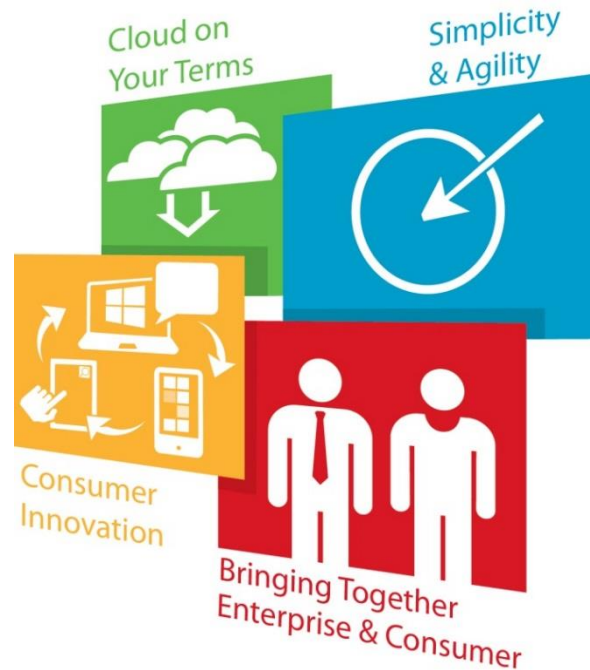 Cloud on
Your Terms
Simplicity
& Agility
Consumer
Innovation
Bringing Together
Enterprise & Consumer